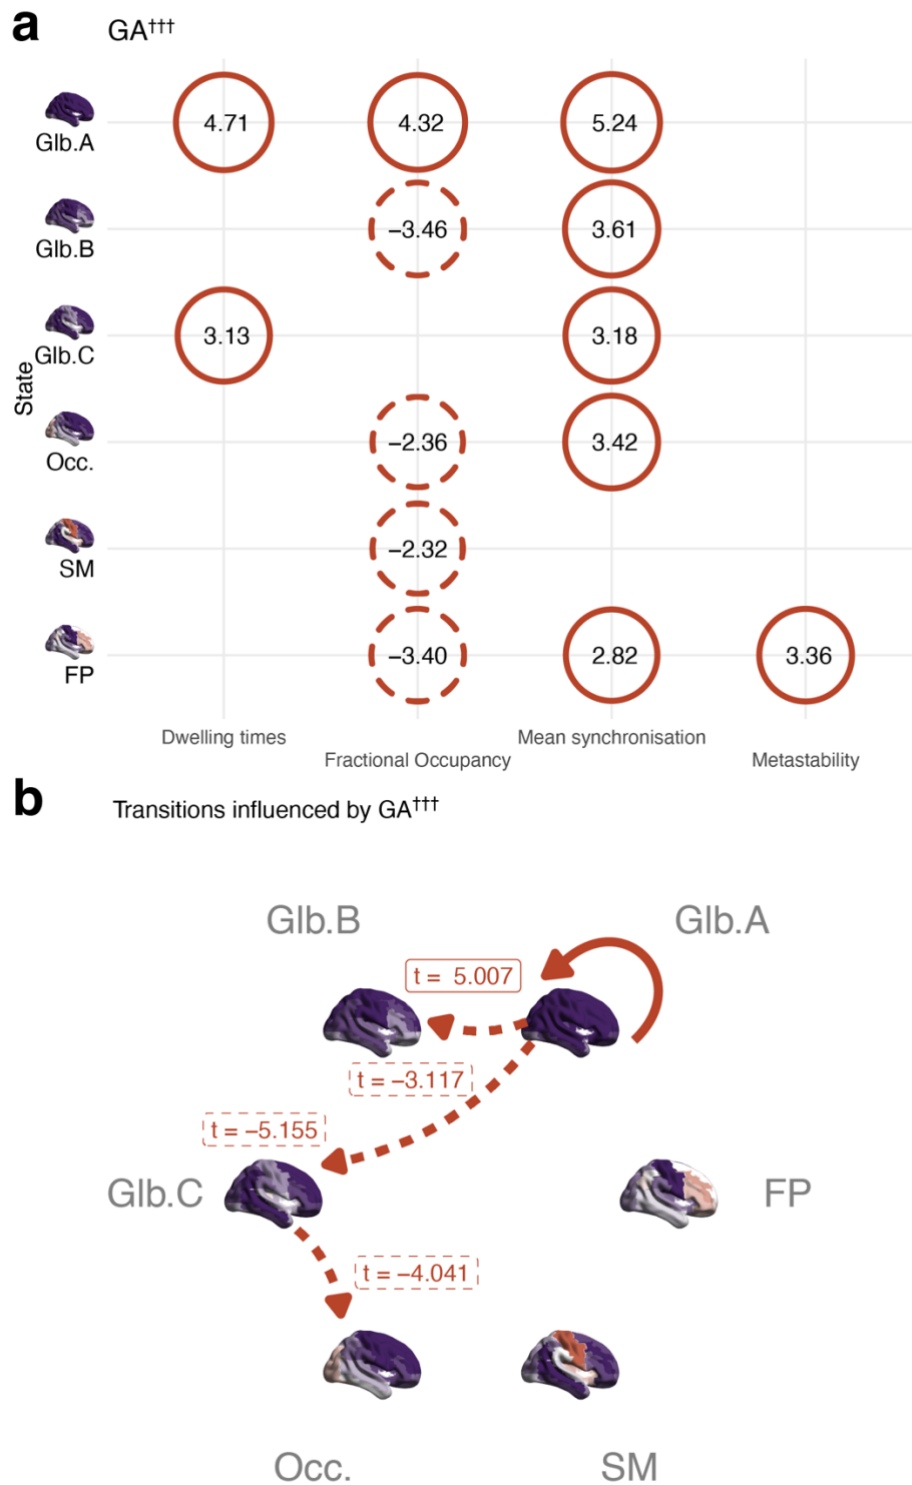 a
GA†††
Glb.A
4.71
4.32
5.24
Glb.B
−3.46
3.61
Glb.C
3.13
3.18
State
Occ.
−2.36
3.42
SM
−2.32
FP
−3.40
2.82
3.36
Dwelling times
Fractional Occupancy
Mean synchronisation
Metastability
b
Transitions influenced by GA†††
Glb.B
Glb.A
t = 5.007
t = −3.117
t = −5.155
Glb.C
FP
t = −4.041
Occ.
SM